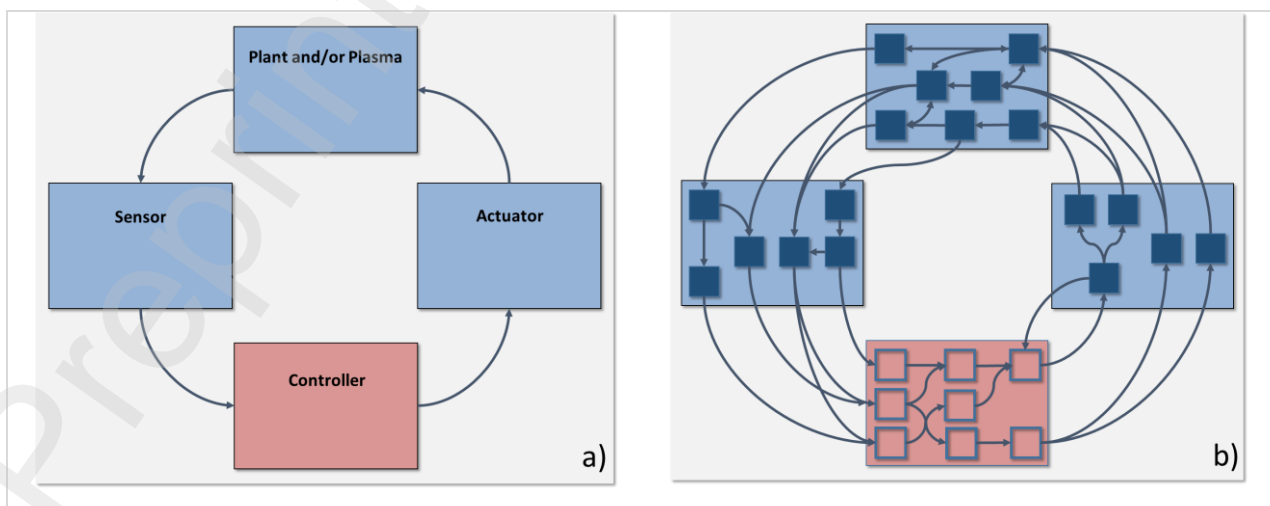 Plant and/or Plasma
Sensor
Actuator
Controller
a)
b)
Preprint